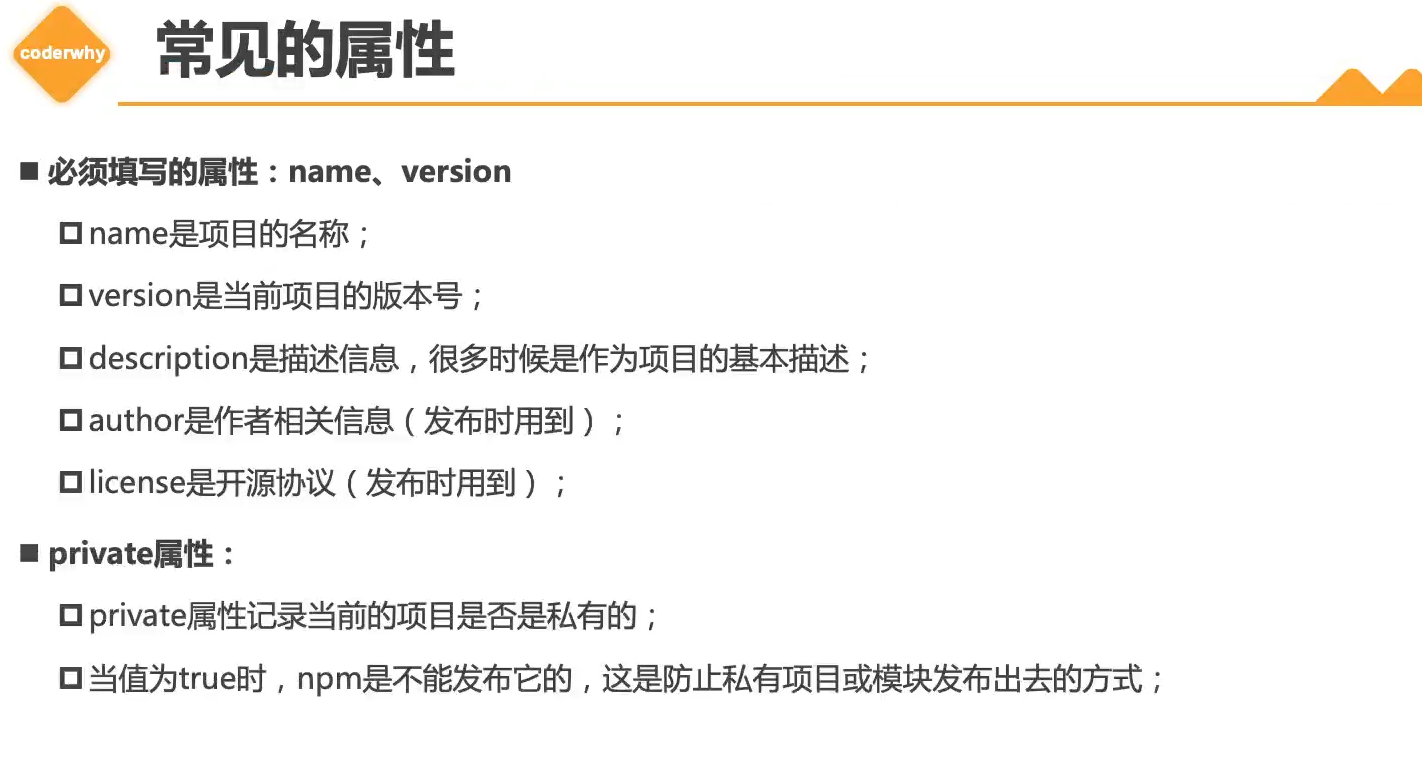 coderwhy
常见的属性
必须填写的属性：name、version
name是项目的名称；
version是当前项目的版本号；
description是描述信息，很多时候是作为项目的基本描述；
author是作者相关信息（发布时用到）；
license是开源协议（发布时用到）；
private属性：
private属性记录当前的项目是否是私有的；
当值为true时，npm是不能发布它的，这是防止私有项目或模块发布出去的方式；